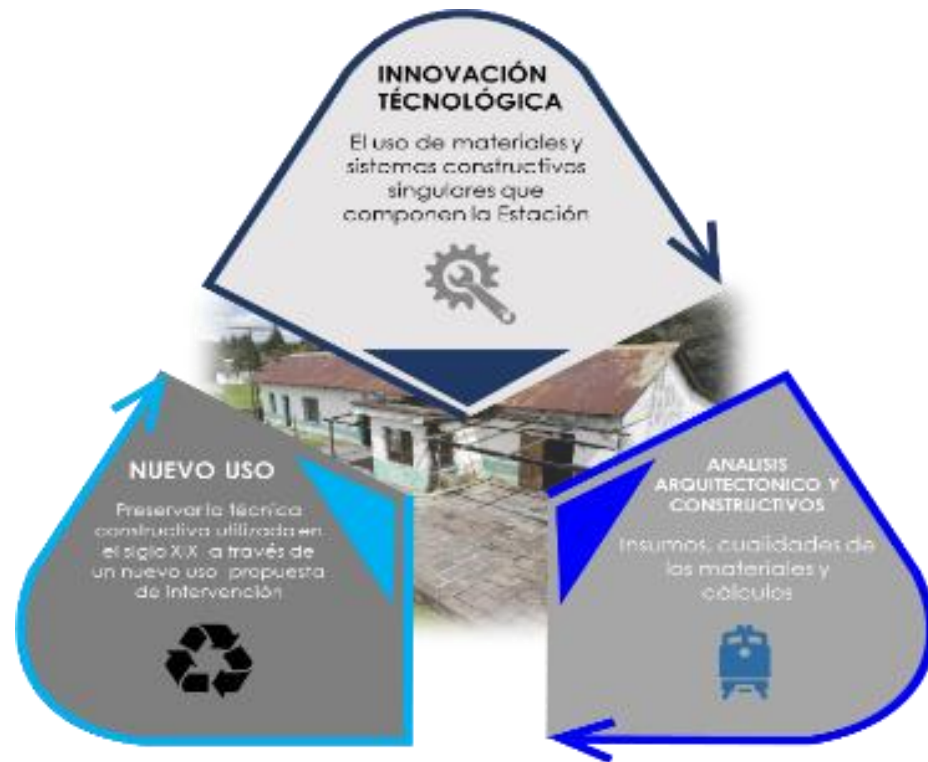 INNOVACIÓN
TÉCNOLÓGICA
El uso de materiales y
sistemas constructivos
singulares que
componen la Estación
NUEVO USO
Preservar la técnica
constructiva utilizada en
el siglo XIX a través de
un nuevo uso propuesta
de intervención
ANALISIS
ARQUITECTONICO Y
CONSTRUCTIVOS
Insumos, cualidades de
los materiales y
cálculos